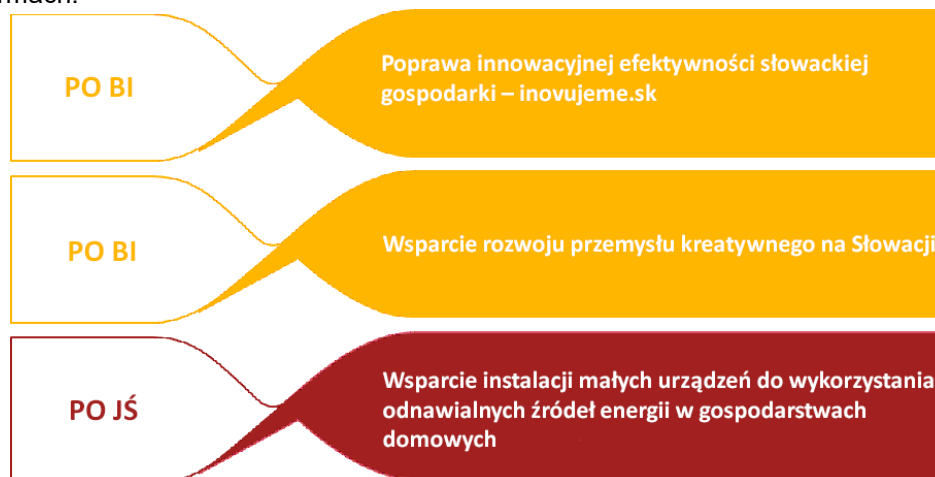 PO BI
Poprawa innowacyjnej efektywności słowackiej
gospodarki – inovujeme.sk
PO BI
Wsparcie rozwoju przemysłu kreatywnego na Słowacji
PO JŚ
Wsparcie instalacji małych urządzeń do wykorzystania
odnawialnych źródeł energii w gospodarstwach
domowych